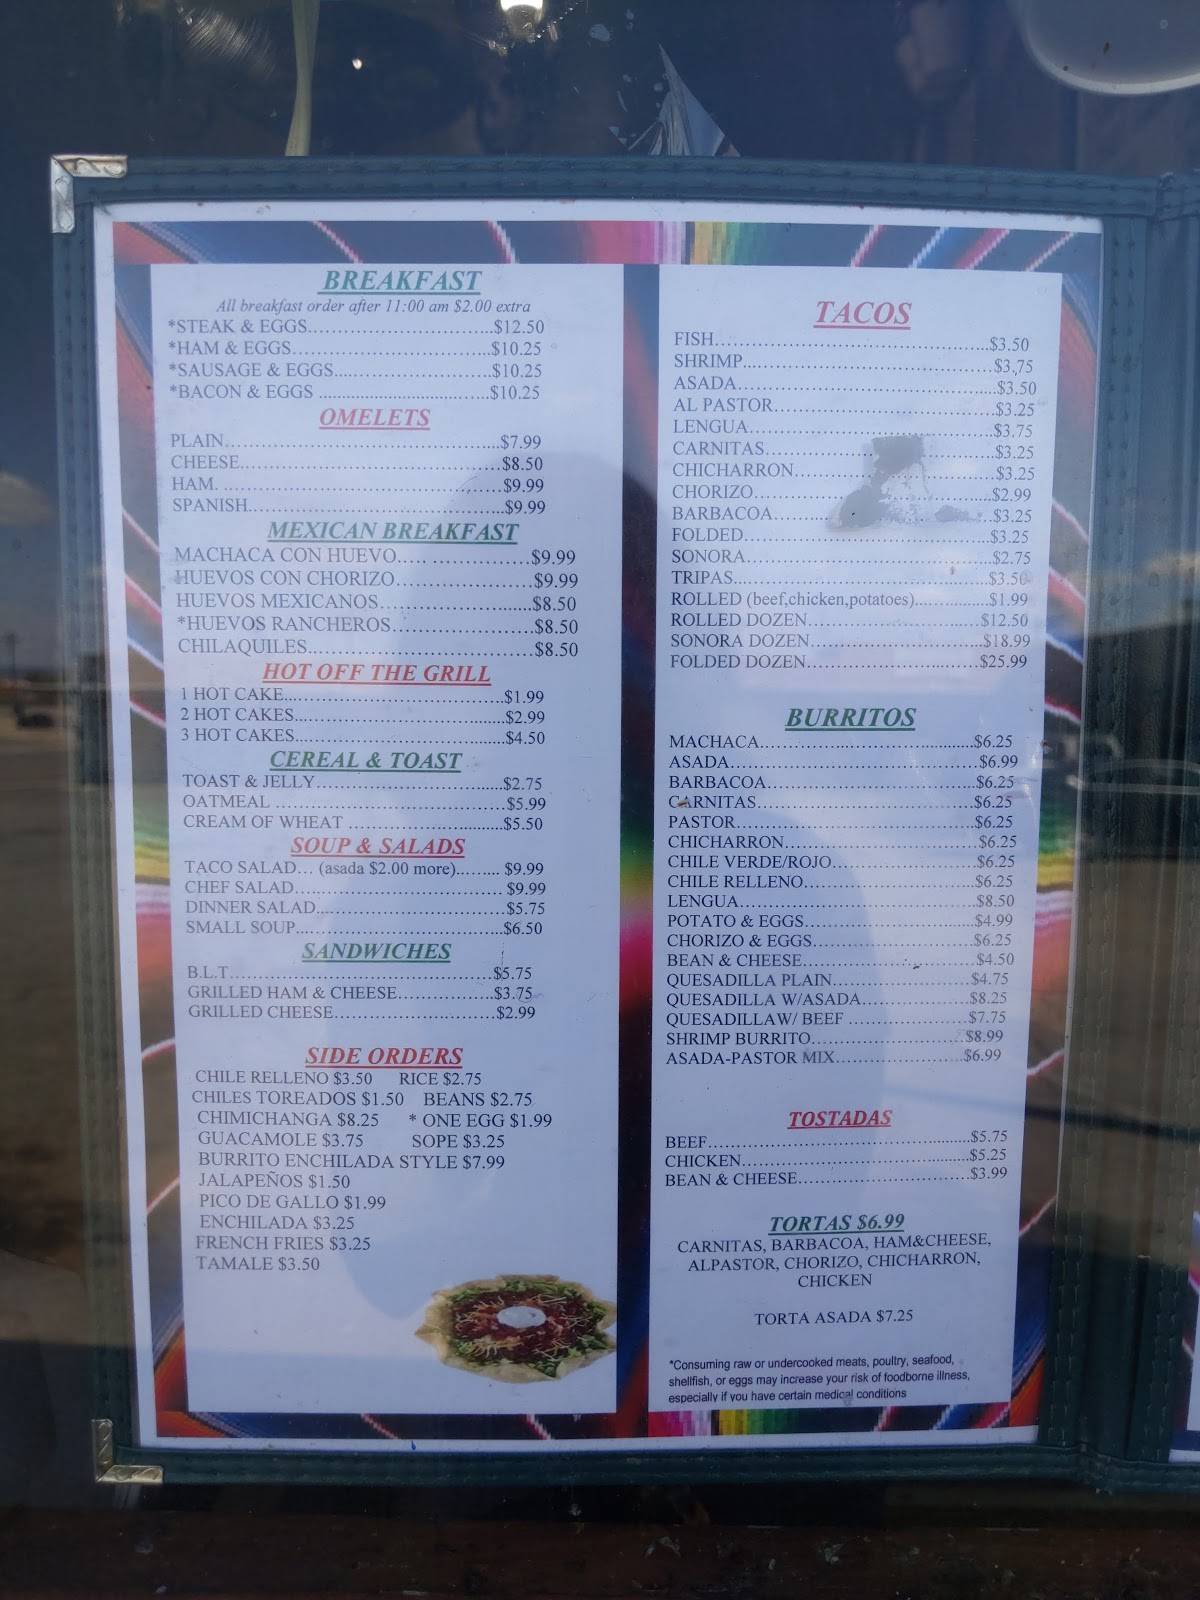 BREAKFAST
All breakfast order after 11:00 am $2.00 extra
*STEAK & EGGS..............................$12.50
*HAM & EGGS..............................$10.25
*SAUSAGE & EGGS..............................$10.25
*BACON & EGGS ..............................$10.25
OMELETS
PLAIN..............................$7.99
CHEESE..............................$8.50
HAM. ..............................$9.99
SPANISH..............................$9.99
MEXICAN BREAKFAST
MACHACA CON HUEVO..... ..................$9.99
HUEVOS CON CHORIZO........................$9.99
HUEVOS MEXICANOS..............................$8.50
*HUEVOS RANCHEROS........................$8.50
CHILAQUILES..............................$8.50
HOT OFF THE GRILL
1 HOT CAKE..............................$1.99
2 HOT CAKES..............................$2.99
3 HOT CAKES..............................$4.50
CEREAL & TOAST
TOAST & JELLY..............................$2.75
OATMEAL ..............................$5.99
CREAM OF WHEAT ..............................$5.50
SOUP & SALADS
TACO SALAD... (asada $2.00 more)........ $9.99
CHEF SALAD.............................. $9.99
DINNER SALAD..............................$5.75
SMALL SOUP..............................$6.50
SANDWICHES
B.L.T..............................$5.75
GRILLED HAM & CHEESE..................$3.75
GRILLED CHEESE..............................$2.99
SIDE ORDERS
CHILE RELLENO $3.50 RICE $2.75
CHILES TOREADOS $1.50 BEANS $2.75
CHIMICHANGA $8.25 * ONE EGG $1.99
GUACAMOLE $3.75 SOPE $3.25
BURRITO ENCHILADA STYLE $7.99
JALAPEÑOS $1.50
PICO DE GALLO $1.99
ENCHILADA $3.25
FRENCH FRIES $3.25
TAMALE $3.50
TACOS
FISH..............................$3.50
SHRIMP..............................$3,75
ASADA..............................$3.50
AL PASTOR..............................$3.25
LENGUA..............................$3.75
CARNITAS..............................$3.25
CHICHARRON..............................$3.25
CHORIZO..............................$2.99
BARBACOA..............................$3.25
FOLDED..............................$3.25
SONORA..............................$2.75
TRIPAS..............................$3.50
ROLLED (beef,chicken,potatoes)..............$1.99
ROLLED DOZEN..............................$12.50
SONORA DOZEN..............................$18.99
FOLDED DOZEN..............................$25.99
BURRITOS
MACHACA..............................$6.25
ASADA..............................$6.99
BARBACOA..............................$6.25
CARNITAS..............................$6.25
PASTOR..............................$6.25
CHICHARRON..............................$6.25
CHILE VERDE/ROJO........................$6.25
CHILE RELLENO..............................$6.25
LENGUA..............................$8.50
POTATO & EGGS..............................$4.99
CHORIZO & EGGS..............................$6.25
BEAN & CHEESE..............................$4.50
QUESADILLA PLAIN........................$4.75
QUESADILLA W/ASADA..................$8.25
QUESADILLAW/ BEEF ........................$7.75
SHRIMP BURRITO..............................$8.99
ASADA-PASTOR MIX........................$6.99
TOSTADAS
BEEF..............................$5.75
CHICKEN..............................$5.25
BEAN & CHEESE..............................$3.99
TORTAS $6.99
CARNITAS, BARBACOA, HAM&CHEESE,
ALPASTOR, CHORIZO, CHICHARRON,
CHICKEN
TORTA ASADA $7.25
*Consuming raw or undercooked meats, poultry, seafood,
shellfish, or eggs may increase your risk of foodborne illness,
especially if you have certain medical conditions